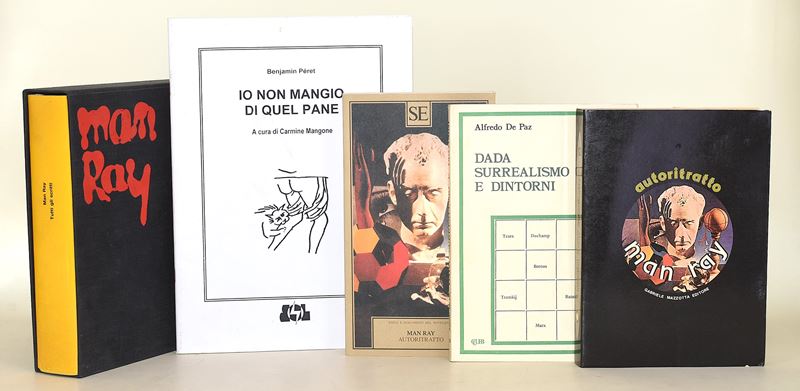 Man Ray
Tutti gli scritti
man
Ray
Benjamin Péret
IO NON MANGIO
DI QUEL PANE
A cura di Carmine Mangone
SE
MAN RAY
AUTORITRATTO
Alfredo De Paz
DADA
SURREALISMO
E DINTORNI
Tzara
Duchamp
Breton
Trotskij
Marx
autoritratto
man ray
GABRIELE MAZZOTTA EDITORE